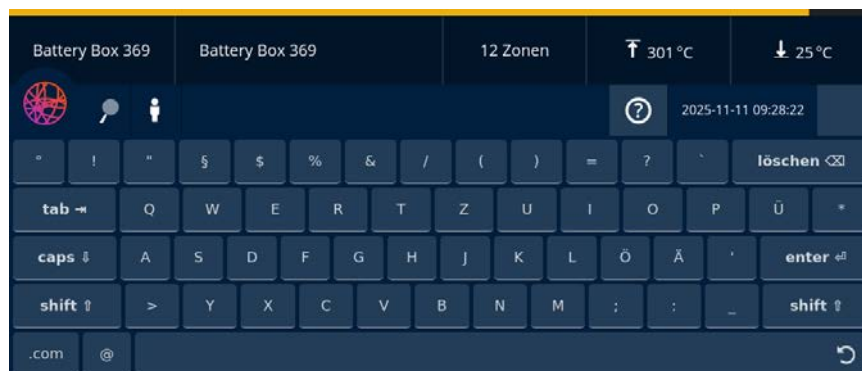 Battery Box 369 Battery Box 369 12 Zonen 301 °C 25 °C
2025-11-11 09:28:22
° ! " § $ % & / ( ) = ? ` löschen
tab Q W E R T Z U I O P Ü *
caps A S D F G H J K L Ö Ä ' enter
shift > Y X C V B N M ; : _ shift
.com @